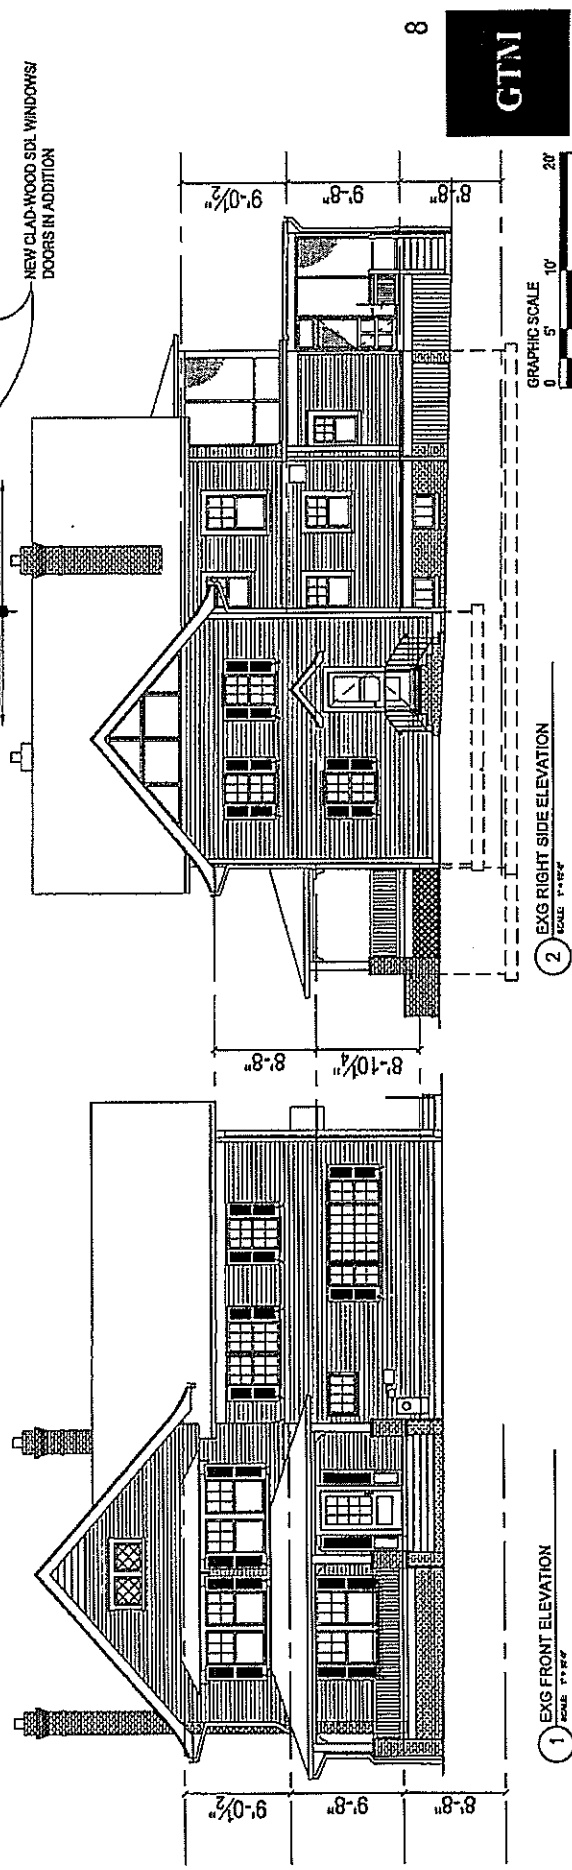 NEW CLAD-WOOD SDL WINDOWS/
DOORS IN ADDITION
9'-0½"
9'-8"
8'-8"
8'-8"
8'-10¼"
9'-0½"
9'-8"
8'-8"
1
EXG FRONT ELEVATION
2
EXG RIGHT SIDE ELEVATION
GRAPHIC SCALE
0 5' 10' 20'
8
GTM